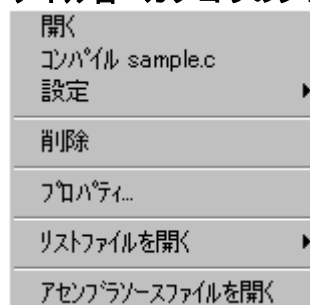 開く
コンパイル sample.c
設定
削除
プロパティ...
リストファイルを開く
アセンブラソースファイルを開く